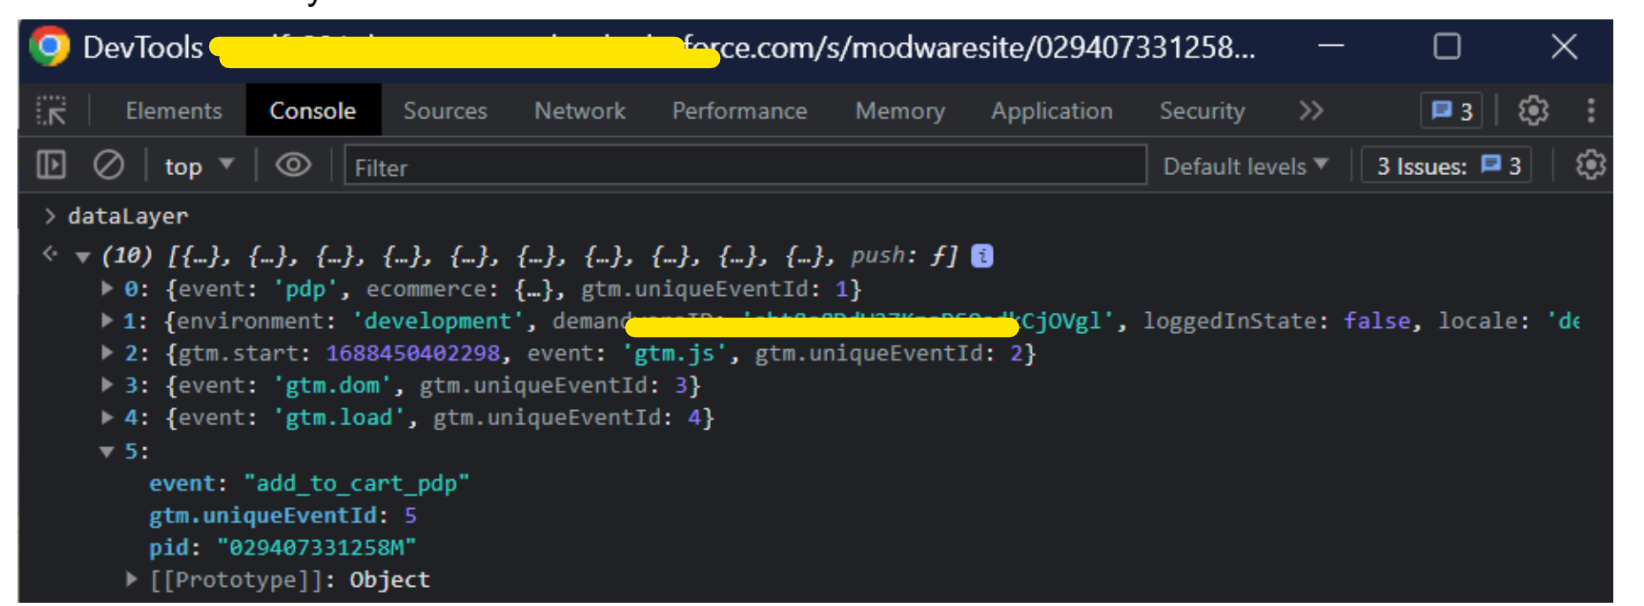 DevTools ce.com/s/modwaresite/029407331258...
Elements Console Sources Network Performance Memory Application Security >> 3
top Filter Default levels 3 Issues: 3
> dataLayer
(10) [{…}, {…}, {…}, {…}, {…}, {…}, {…}, {…}, {…}, {…}, push: ƒ] i
0: {event: 'pdp', ecommerce: {…}, gtm.uniqueEventId: 1}
1: {environment: 'development', demand CjOVgl', loggedInState: false, locale: 'de
2: {gtm.start: 1688450402298, event: 'gtm.js', gtm.uniqueEventId: 2}
3: {event: 'gtm.dom', gtm.uniqueEventId: 3}
4: {event: 'gtm.load', gtm.uniqueEventId: 4}
5:
event: "add_to_cart_pdp"
gtm.uniqueEventId: 5
pid: "029407331258M"
[[Prototype]]: Object